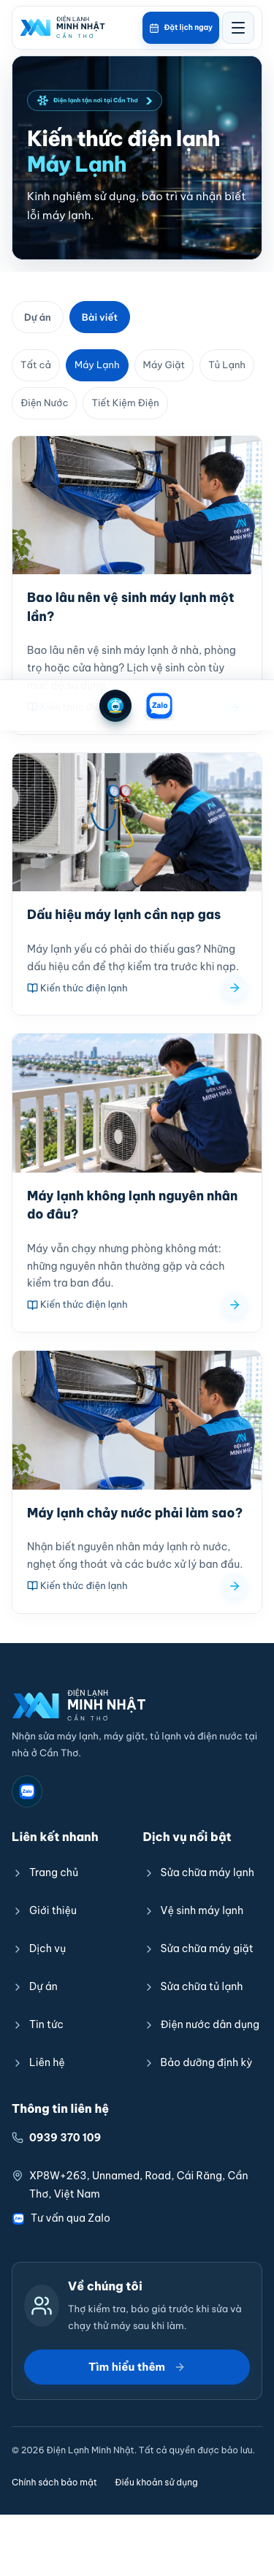 ĐIỆN LẠNH
MINH NHẬT
CẦN THƠ
Đặt lịch ngay
Điện lạnh tận nơi tại Cần Thơ
Kiến thức điện lạnh
Máy Lạnh
Kinh nghiệm sử dụng, bảo trì và nhận biết
lỗi máy lạnh.
Dự án
Bài viết
Tất cả
Máy Lạnh
Máy Giặt
Tủ Lạnh
Điện Nước
Tiết Kiệm Điện
ĐIỆN LẠNH
MINH NHẬT
Bao lâu nên vệ sinh máy lạnh một
lần?
Bao lâu nên vệ sinh máy lạnh ở nhà, phòng
trọ hoặc cửa hàng? Lịch vệ sinh còn tùy
Zalo
Dấu hiệu máy lạnh cần nạp gas
Máy lạnh yếu có phải do thiếu gas? Những
dấu hiệu cần để thợ kiểm tra trước khi nạp.
Kiến thức điện lạnh
ĐIỆN LẠNH
MINH NHẬT
Máy lạnh không lạnh nguyên nhân
do đâu?
Máy vẫn chạy nhưng phòng không mát:
những nguyên nhân thường gặp và cách
kiểm tra ban đầu.
Kiến thức điện lạnh
ĐIỆN LẠNH
MINH NHẬT
Máy lạnh chảy nước phải làm sao?
Nhận biết nguyên nhân máy lạnh rò nước,
nghẹt ống thoát và các bước xử lý ban đầu.
Kiến thức điện lạnh
ĐIỆN LẠNH
MINH NHẬT
CẦN THƠ
Nhận sửa máy lạnh, máy giặt, tủ lạnh và điện nước tại
nhà ở Cần Thơ.
Zalo
Liên kết nhanh
Trang chủ
Giới thiệu
Dịch vụ
Dự án
Tin tức
Liên hệ
Dịch vụ nổi bật
Sửa chữa máy lạnh
Vệ sinh máy lạnh
Sửa chữa máy giặt
Sửa chữa tủ lạnh
Điện nước dân dụng
Bảo dưỡng định kỳ
Thông tin liên hệ
0939 370 109
XP8W+263, Unnamed, Road, Cái Răng, Cần
Thơ, Việt Nam
Tư vấn qua Zalo
Về chúng tôi
Thợ kiểm tra, báo giá trước khi sửa và
chạy thử máy sau khi làm.
Tìm hiểu thêm
© 2026 Điện Lạnh Minh Nhật. Tất cả quyền được bảo lưu.
Chính sách bảo mật
Điều khoản sử dụng